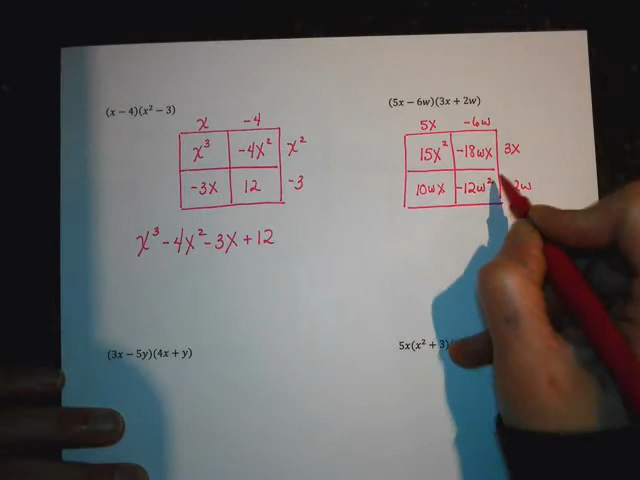 (x − 4)(x² − 3)
x -4
x³ -4x² x²
-3x 12 -3
x³ - 4x² - 3x + 12
(5x − 6w)(3x + 2w)
5x -6w
15x² -18wx 3x
10wx -12w² 2w
(3x − 5y)(4x + y)
5x(x² + 3)